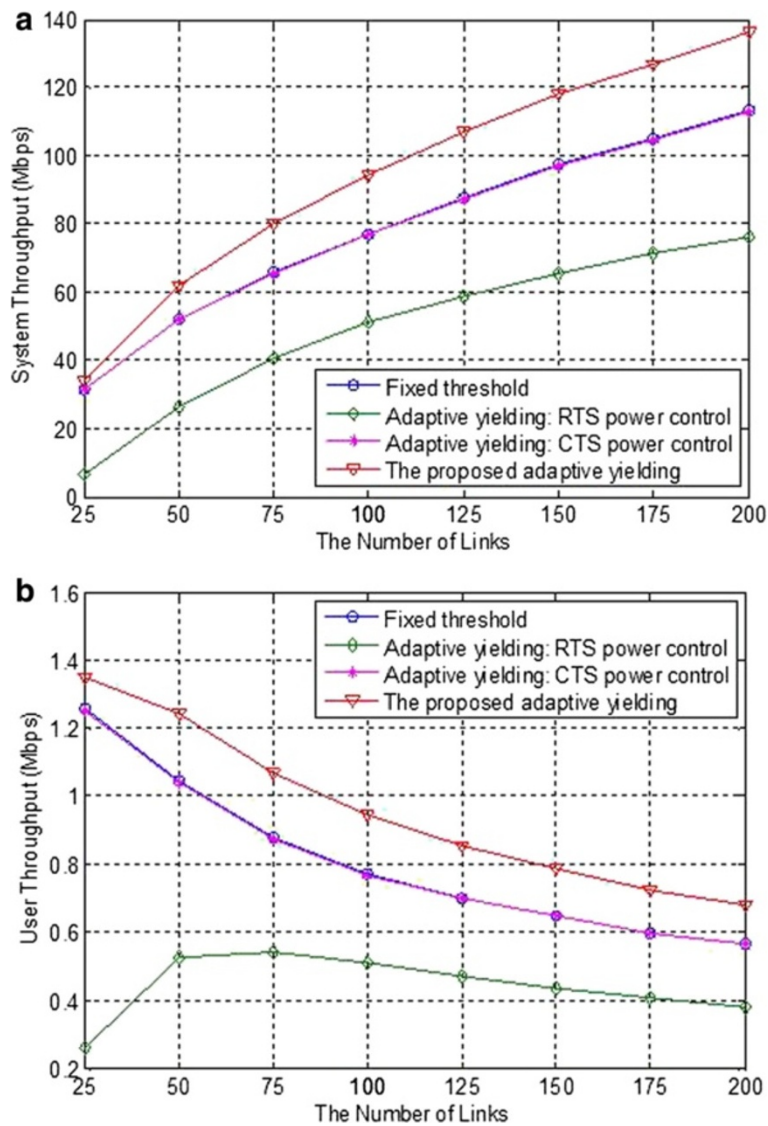 a
140
120
100
80
60
40
20
0
System Throughput (Mbps)
Fixed threshold
Adaptive yielding: RTS power control
Adaptive yielding: CTS power control
The proposed adaptive yielding
25 50 75 100 125 150 175 200
The Number of Links
b
1.6
1.4
1.2
1
0.8
0.6
0.4
0.2
User Throughput (Mbps)
Fixed threshold
Adaptive yielding: RTS power control
Adaptive yielding: CTS power control
The proposed adaptive yielding
25 50 75 100 125 150 175 200
The Number of Links